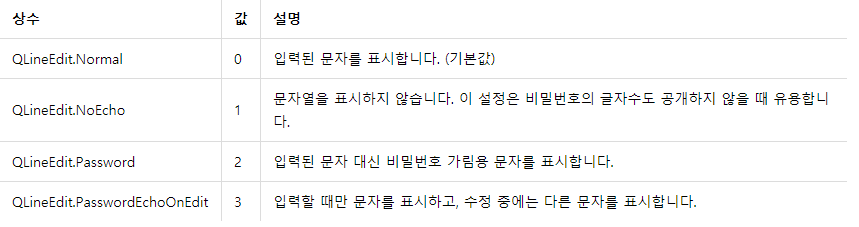 상수 값 설명
QLineEdit.Normal 0 입력된 문자를 표시합니다. (기본값)
QLineEdit.NoEcho 1 문자열을 표시하지 않습니다. 이 설정은 비밀번호의 글자수도 공개하지 않을 때 유용합니
다.
QLineEdit.Password 2 입력된 문자 대신 비밀번호 가림용 문자를 표시합니다.
QLineEdit.PasswordEchoOnEdit 3 입력할 때만 문자를 표시하고, 수정 중에는 다른 문자를 표시합니다.